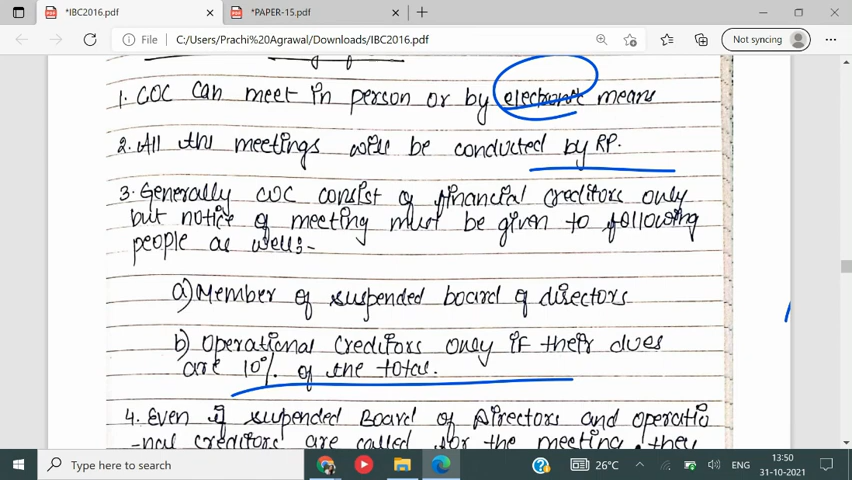 *IBC2016.pdf
*PAPER-15.pdf
File
C:/Users/Prachi%20Agrawal/Downloads/IBC2016.pdf
Not syncing
1. COC can meet in person or by electronic means
2. All the meetings will be conducted by RP.
3. Generally COC consist of financial creditors only
but notice of meeting must be given to following
people as well:-
a) Member of suspended board of directors
b) Operational Creditors only if their dues
are 10% of the total.
4. Even if suspended Board of Directors and operatio
-nal creditors are called for the meeting, they
Type here to search
26°C
ENG
13:50
31-10-2021